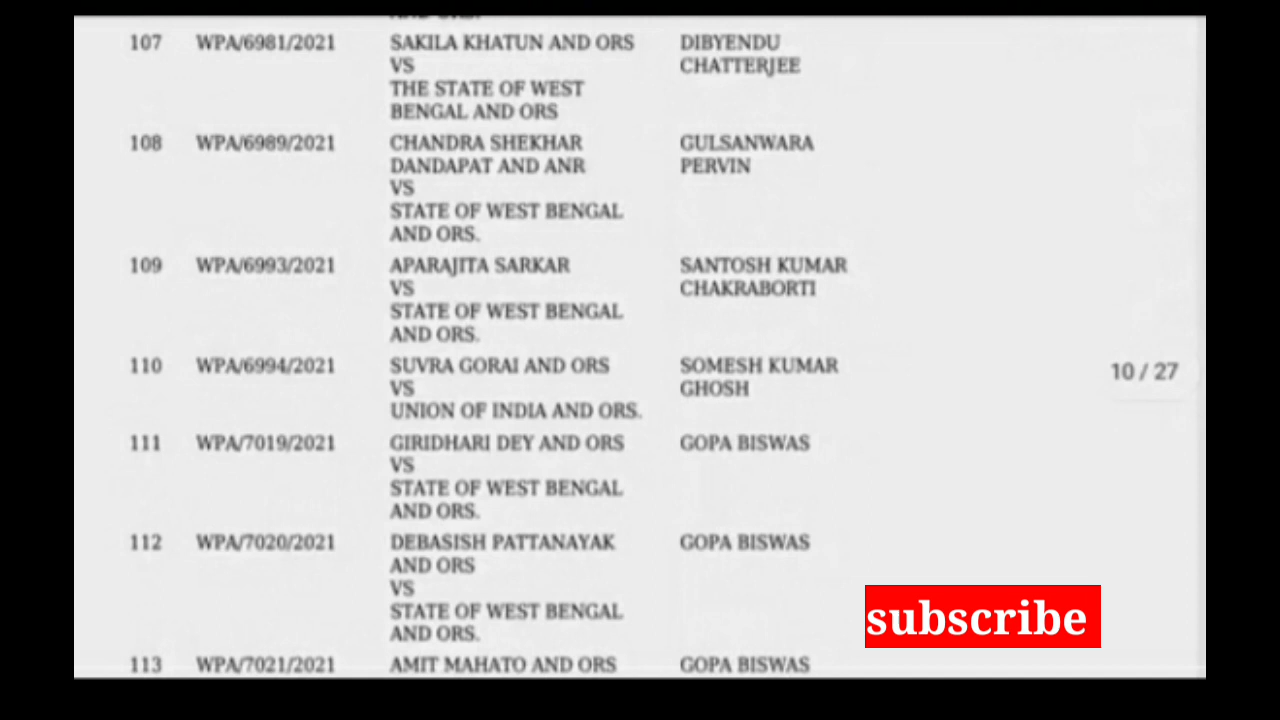 AND ORS.
107 WPA/6981/2021 SAKILA KHATUN AND ORS DIBYENDU
VS CHATTERJEE
THE STATE OF WEST
BENGAL AND ORS
108 WPA/6989/2021 CHANDRA SHEKHAR GULSANWARA
DANDAPAT AND ANR PERVIN
VS
STATE OF WEST BENGAL
AND ORS.
109 WPA/6993/2021 APARAJITA SARKAR SANTOSH KUMAR
VS CHAKRABORTI
STATE OF WEST BENGAL
AND ORS.
110 WPA/6994/2021 SUVRA GORAI AND ORS SOMESH KUMAR
VS GHOSH
UNION OF INDIA AND ORS.
10 / 27
111 WPA/7019/2021 GIRIDHARI DEY AND ORS GOPA BISWAS
VS
STATE OF WEST BENGAL
AND ORS.
112 WPA/7020/2021 DEBASISH PATTANAYAK GOPA BISWAS
AND ORS
VS
STATE OF WEST BENGAL
AND ORS.
subscribe
113 WPA/7021/2021 AMIT MAHATO AND ORS GOPA BISWAS